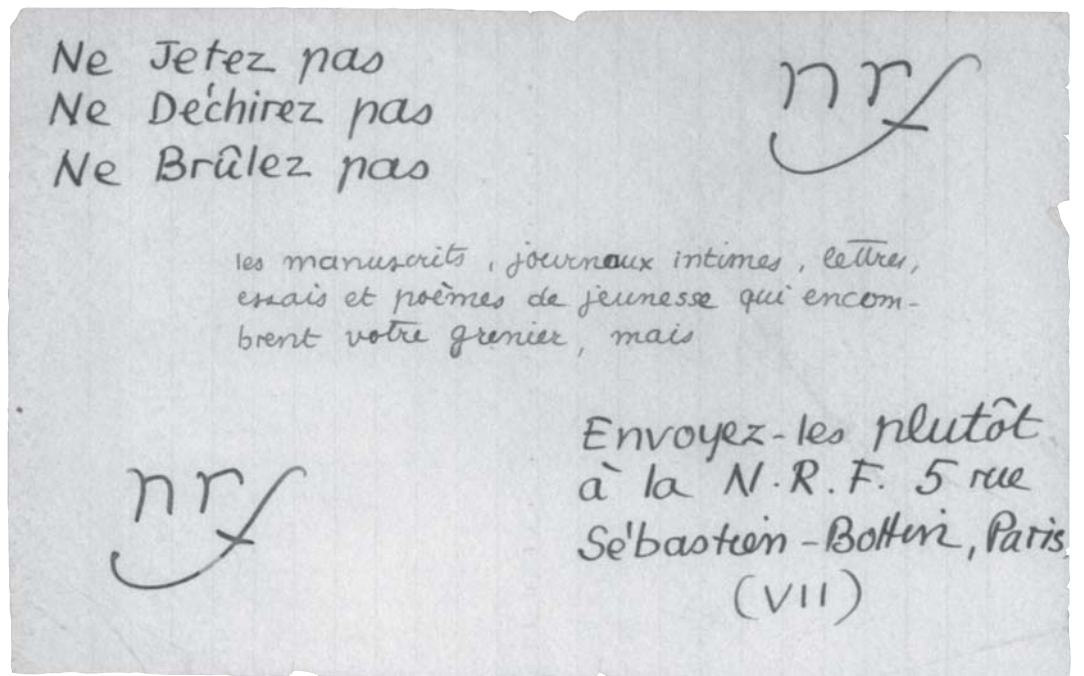 Ne Jetez pas
nrf
Ne Déchirez pas
Ne Brûlez pas
les manuscrits, journaux intimes, lettres,
essais et poèmes de jeunesse qui encom-
brent votre grenier, mais
Envoyez-les plutôt
à la N.R.F. 5 rue
Sébastien-Bottin, Paris.
(VII)
nrf